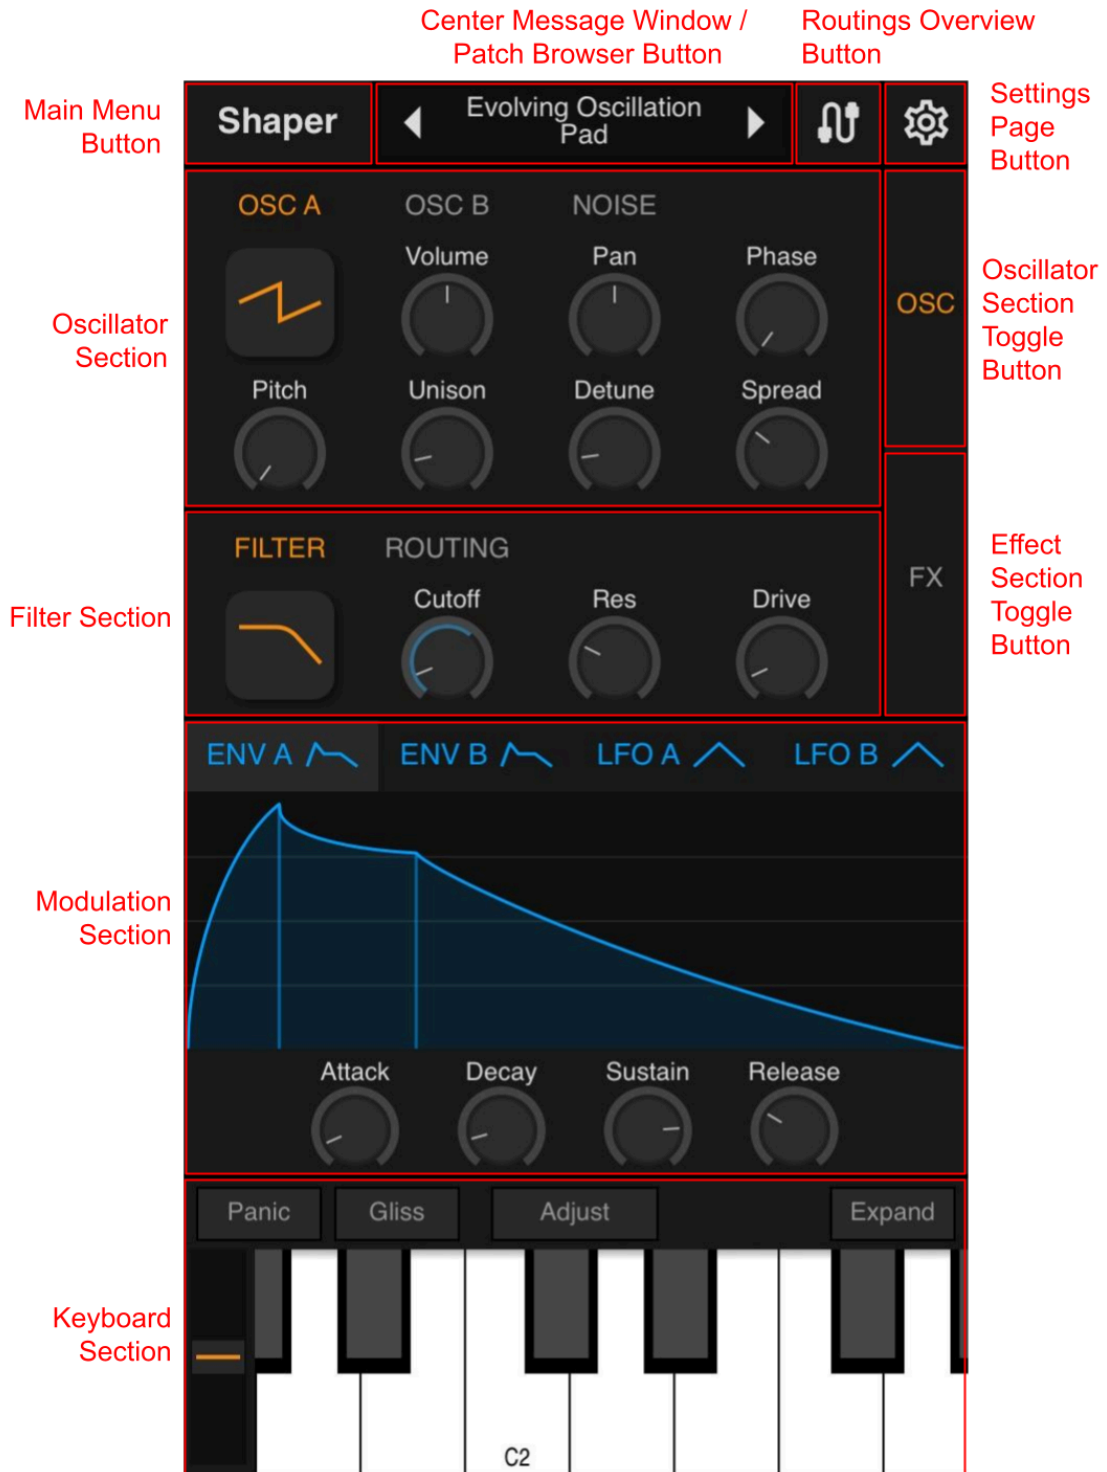 Center Message Window /
Patch Browser Button
Routings Overview
Button
Main Menu
Button
Shaper
Evolving Oscillation
Pad
Settings
Page
Button
OSC A
OSC B
NOISE
Volume
Pan
Phase
Oscillator
Section
Pitch
Unison
Detune
Spread
OSC
Oscillator
Section
Toggle
Button
FILTER
ROUTING
Cutoff
Res
Drive
Filter Section
FX
Effect
Section
Toggle
Button
ENV A
ENV B
LFO A
LFO B
Modulation
Section
Attack
Decay
Sustain
Release
Panic
Gliss
Adjust
Expand
Keyboard
Section
C2